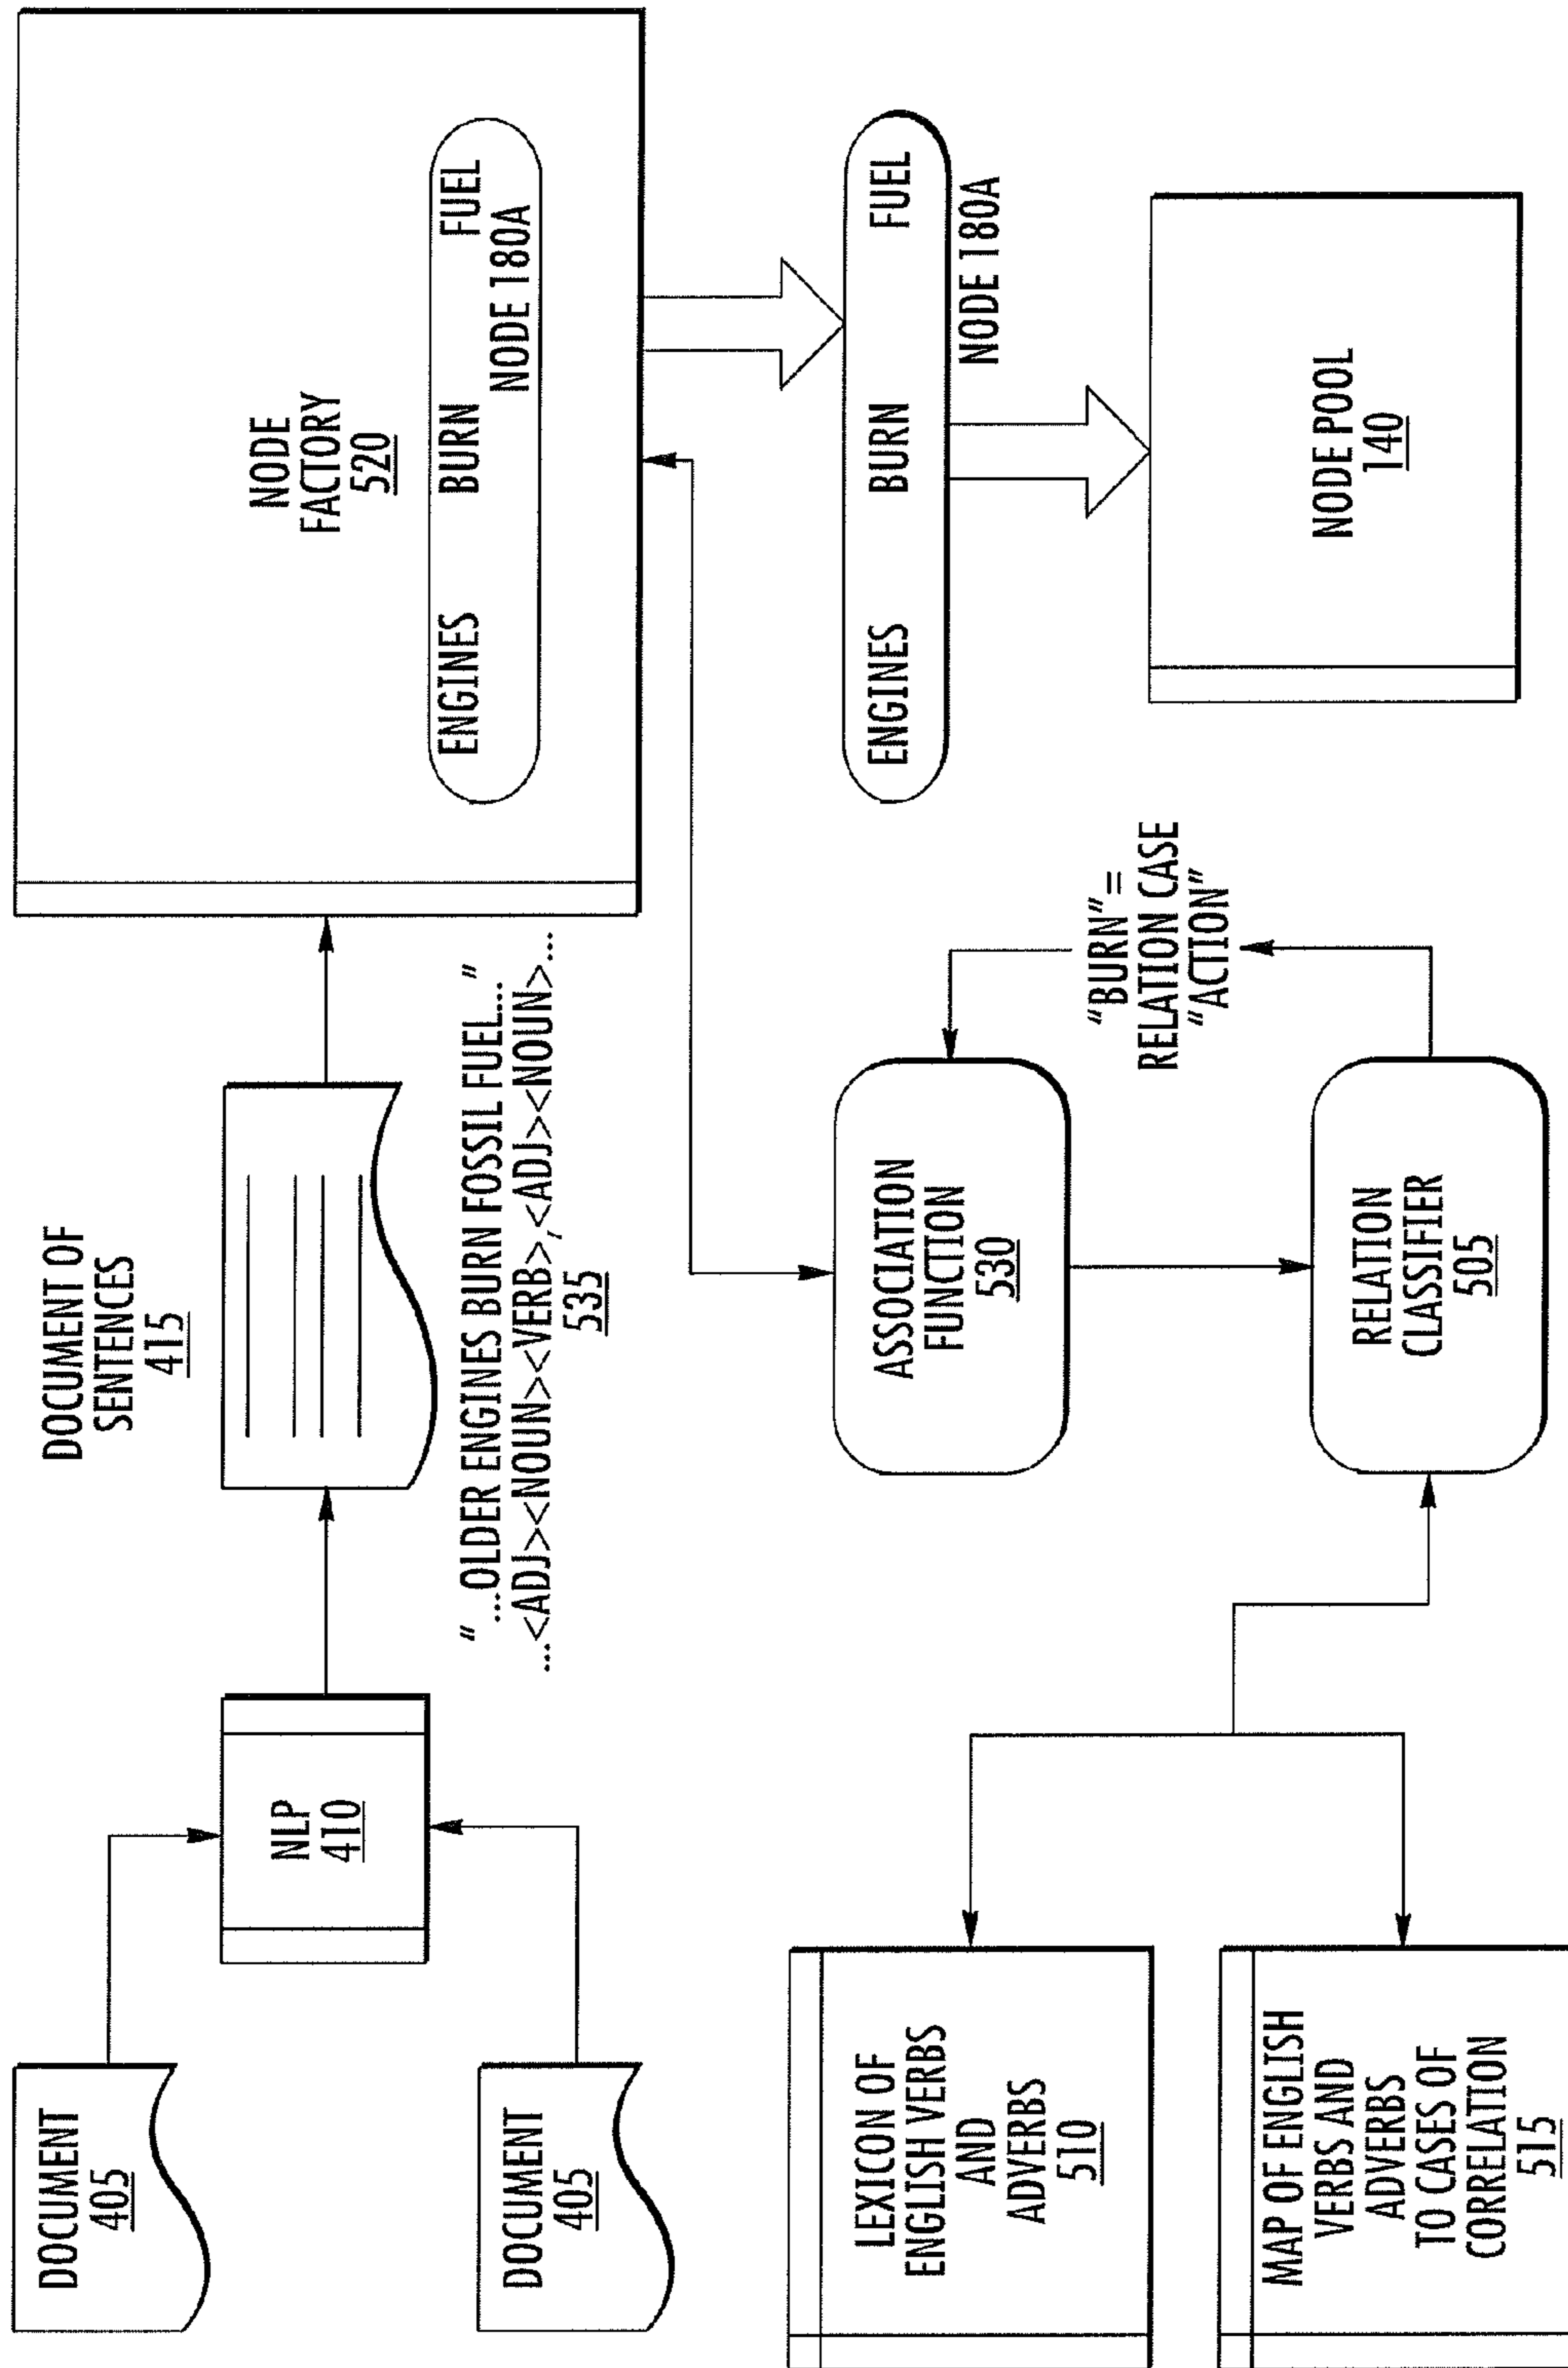 DOCUMENT
405
DOCUMENT
405
NLP
410
DOCUMENT OF
SENTENCES
415
"...OLDER ENGINES BURN FOSSIL FUEL..."
...<ADJ><NOUN><VERB>,<ADJ><NOUN>...
535
NODE
FACTORY
520
ENGINES BURN FUEL
NODE 180A
LEXICON OF
ENGLISH VERBS
AND
ADVERBS
510
MAP OF ENGLISH
VERBS AND
ADVERBS
TO CASES OF
CORRELATION
515
ASSOCIATION
FUNCTION
530
RELATION
CLASSIFIER
505
"BURN"=
RELATION CASE
"ACTION"
ENGINES BURN FUEL
NODE 180A
NODE POOL
140